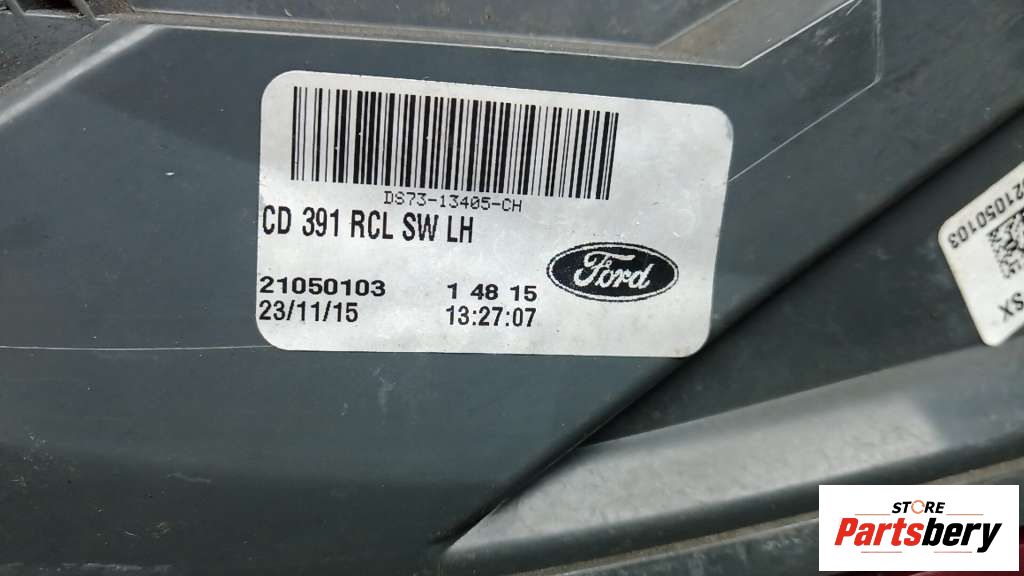 DS73-13405-CH
CD 391 RCL SW LH
Ford
21050103 1 48 15
23/11/15 13:27:07
21050103
SX
STORE
Partsbery